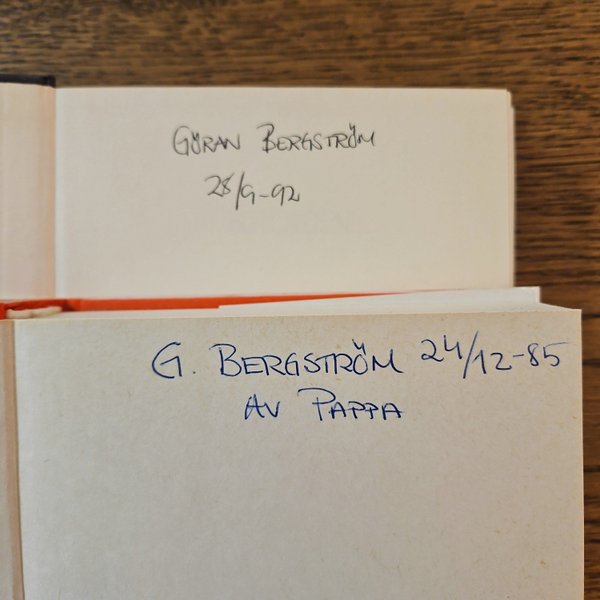 GÖRAN BERGSTRÖM
28/9-92
G. BERGSTRÖM 24/12-85
AV PAPPA